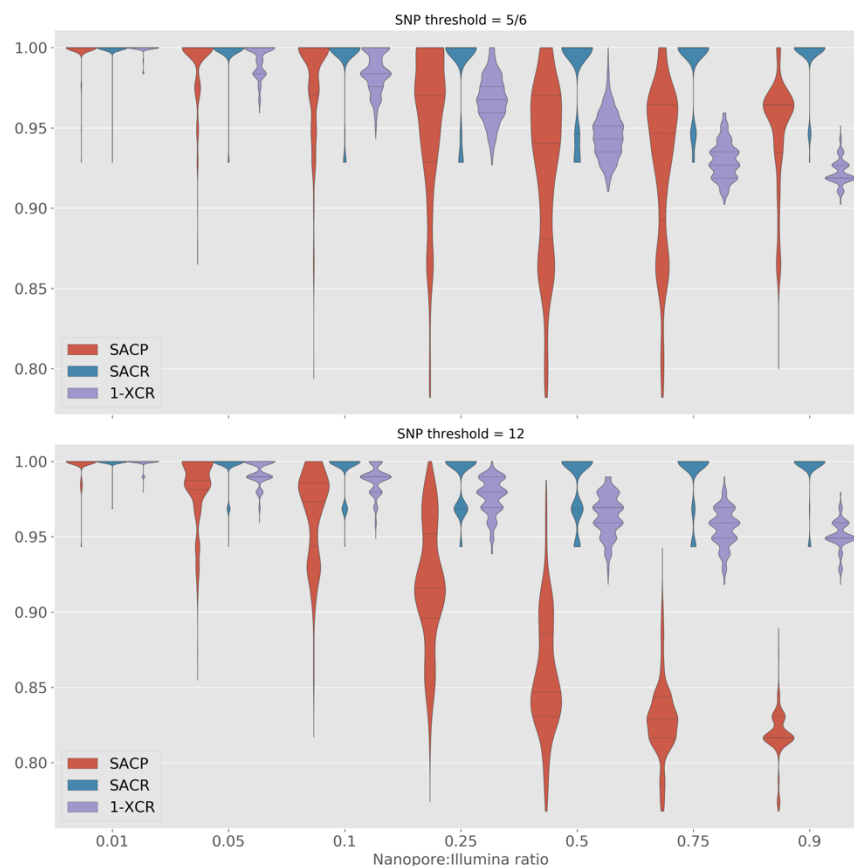 SNP threshold = 5/6
1.00
0.95
0.90
0.85
0.80
SACP
SACR
1-XCR
SNP threshold = 12
1.00
0.95
0.90
0.85
0.80
SACP
SACR
1-XCR
0.01 0.05 0.1 0.25 0.5 0.75 0.9
Nanopore:Illumina ratio